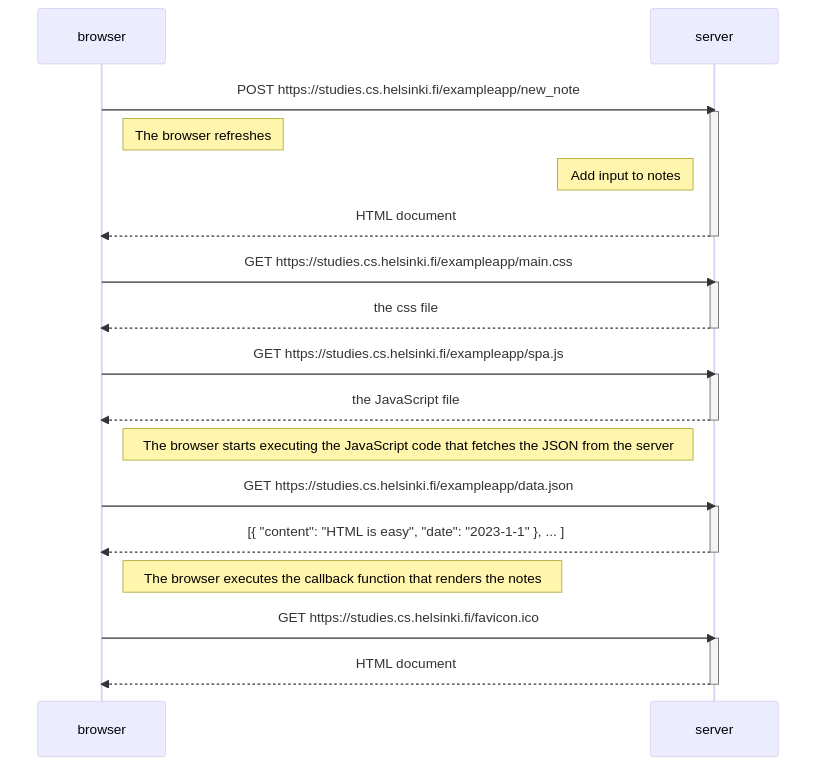 browser
server
POST https://studies.cs.helsinki.fi/exampleapp/new_note
The browser refreshes
Add input to notes
HTML document
GET https://studies.cs.helsinki.fi/exampleapp/main.css
the css file
GET https://studies.cs.helsinki.fi/exampleapp/spa.js
the JavaScript file
The browser starts executing the JavaScript code that fetches the JSON from the server
GET https://studies.cs.helsinki.fi/exampleapp/data.json
[{ "content": "HTML is easy", "date": "2023-1-1" }, ... ]
The browser executes the callback function that renders the notes
GET https://studies.cs.helsinki.fi/favicon.ico
HTML document
browser
server